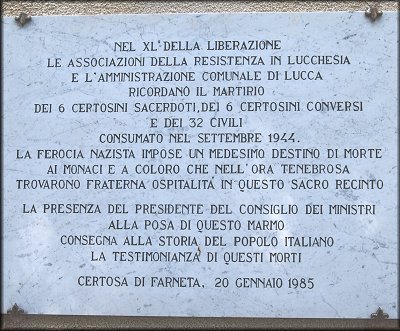 NEL XL° DELLA LIBERAZIONE
LE ASSOCIAZIONI DELLA RESISTENZA IN LUCCHESIA
E L'AMMINISTRAZIONE COMUNALE DI LUCCA
RICORDANO IL MARTIRIO
DEI 6 CERTOSINI SACERDOTI, DEI 6 CERTOSINI CONVERSI
E DEI 32 CIVILI
CONSUMATO NEL SETTEMBRE 1944.
LA FEROCIA NAZISTA IMPOSE UN MEDESIMO DESTINO DI MORTE
AI MONACI E A COLORO CHE NELL'ORA TENEBROSA
TROVARONO FRATERNA OSPITALITÀ IN QUESTO SACRO RECINTO
LA PRESENZA DEL PRESIDENTE DEL CONSIGLIO DEI MINISTRI
ALLA POSA DI QUESTO MARMO
CONSEGNA ALLA STORIA DEL POPOLO ITALIANO
LA TESTIMONIANZA DI QUESTI MORTI
CERTOSA DI FARNETA, 20 GENNAIO 1985